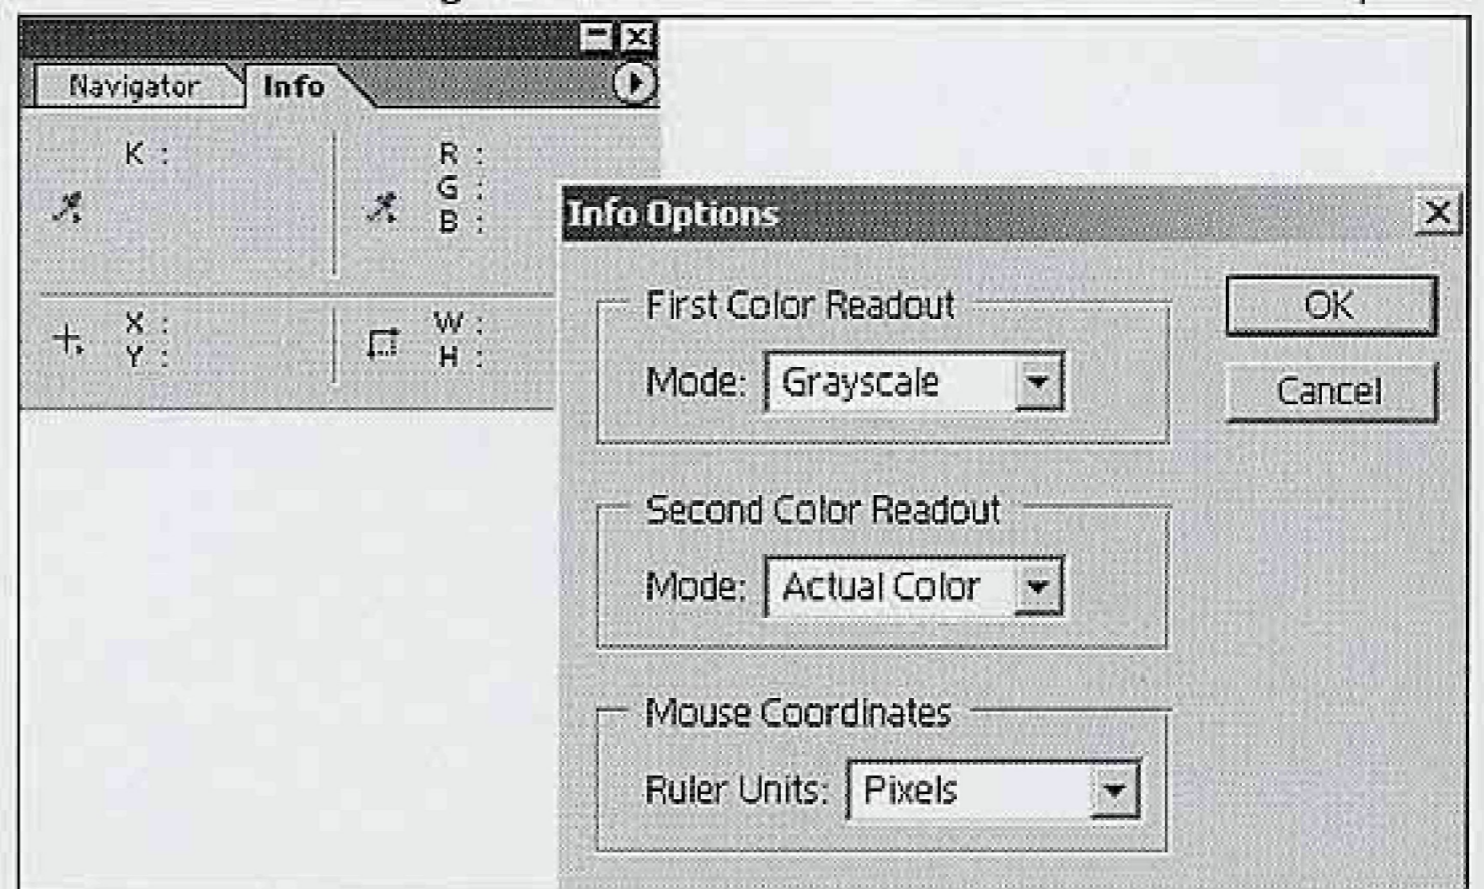 Navigator Info
K :
R :
G :
B :
X :
Y :
W :
H :
Info Options
First Color Readout
Mode: Grayscale
OK
Cancel
Second Color Readout
Mode: Actual Color
Mouse Coordinates
Ruler Units: Pixels